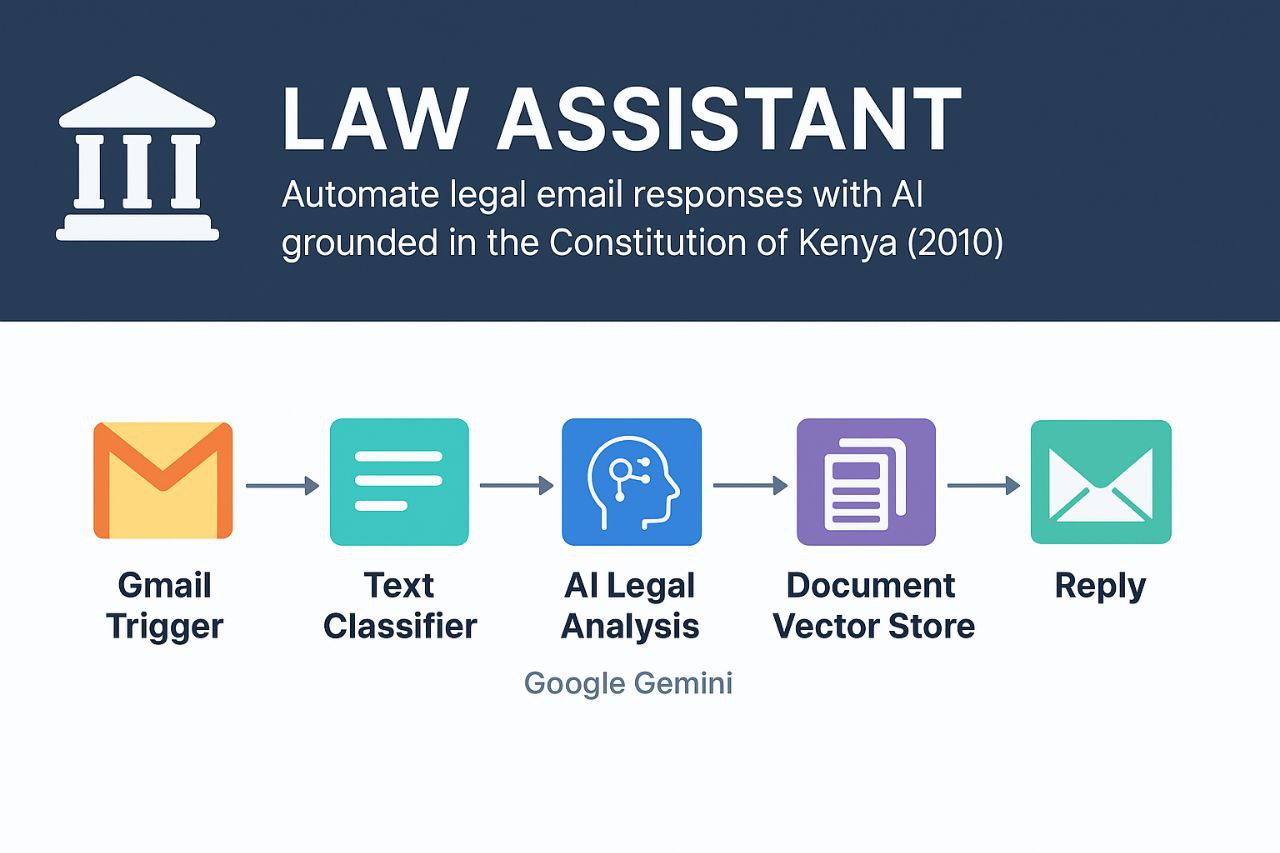 LAW ASSISTANT
Automate legal email responses with AI
grounded in the Constitution of Kenya (2010)
Gmail
Trigger
Text
Classifier
AI Legal
Analysis
Google Gemini
Document
Vector Store
Reply